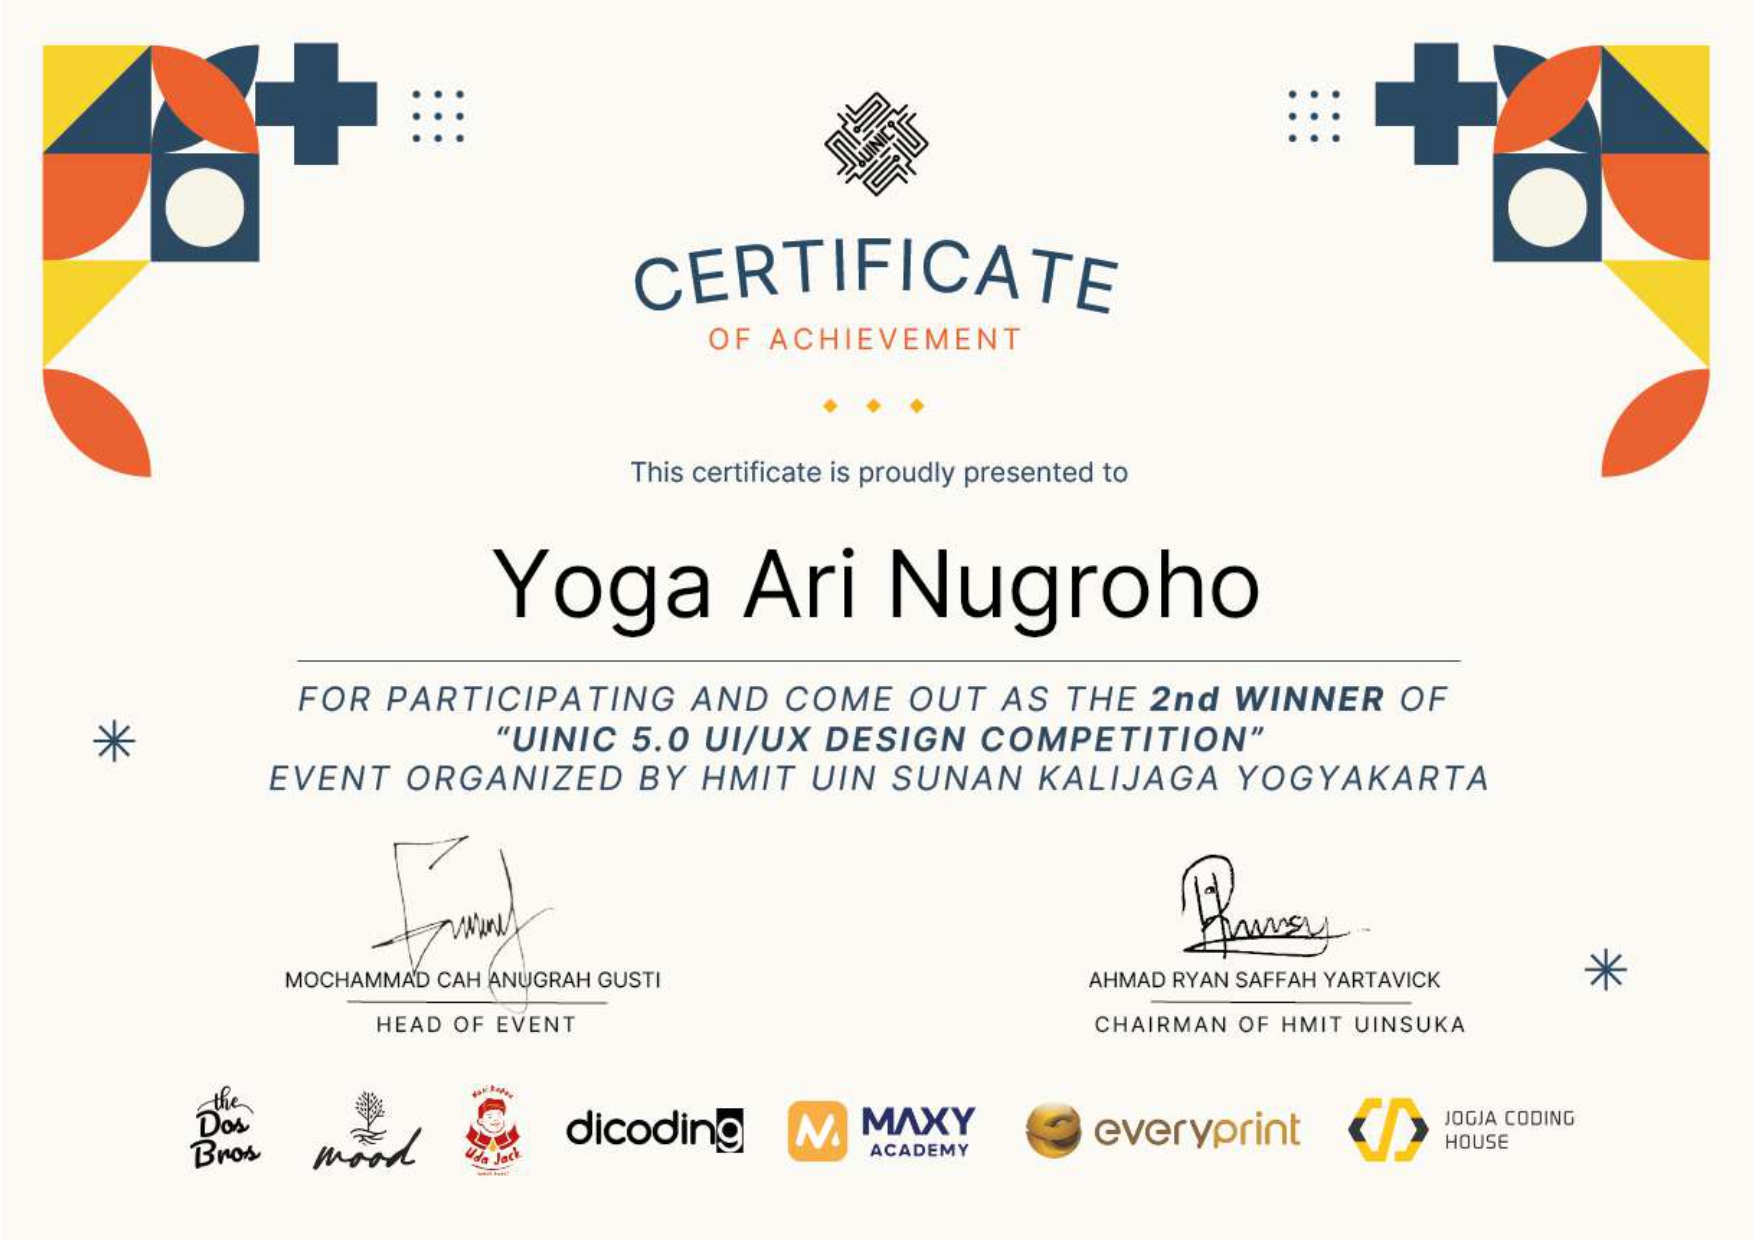 UINIC
CERTIFICATE
OF ACHIEVEMENT
This certificate is proudly presented to
Yoga Ari Nugroho
FOR PARTICIPATING AND COME OUT AS THE 2nd WINNER OF
“UINIC 5.0 UI/UX DESIGN COMPETITION”
EVENT ORGANIZED BY HMIT UIN SUNAN KALIJAGA YOGYAKARTA
MOCHAMMAD CAH ANUGRAH GUSTI
HEAD OF EVENT
AHMAD RYAN SAFFAH YARTAVICK
CHAIRMAN OF HMIT UINSUKA
the
Dos
Bros
mood
Uda Jack
dicoding
MAXY
ACADEMY
everyprint
JOGJA CODING
HOUSE